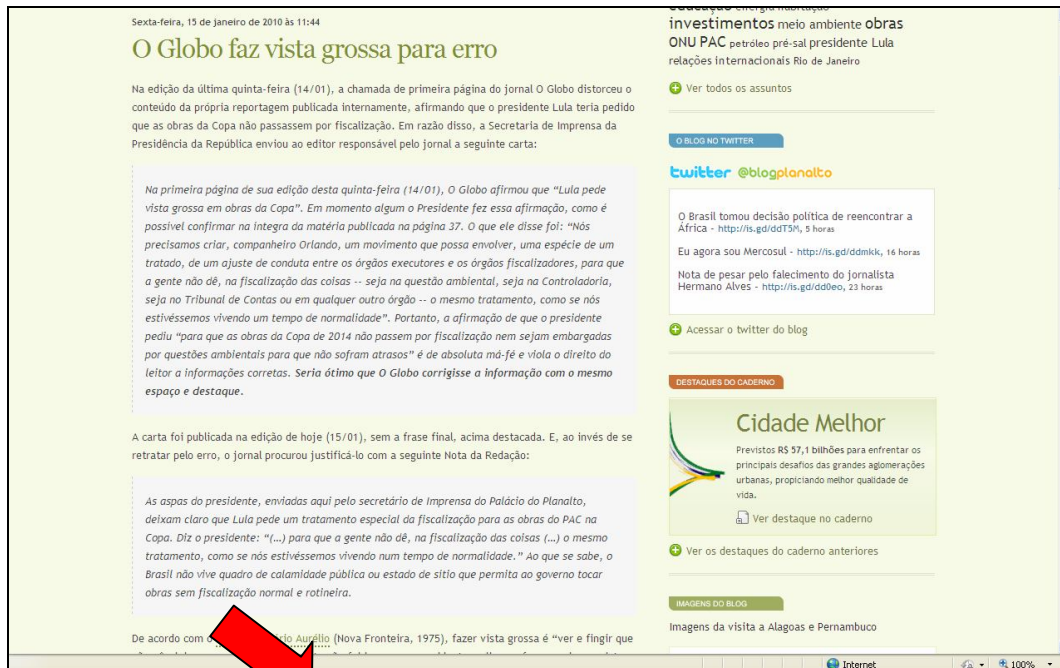 Sexta-feira, 15 de janeiro de 2010 às 11:44
O Globo faz vista grossa para erro
Na edição da última quinta-feira (14/01), a chamada de primeira página do jornal O Globo distorceu o
conteúdo da própria reportagem publicada internamente, afirmando que o presidente Lula teria pedido
que as obras da Copa não passassem por fiscalização. Em razão disso, a Secretaria de Imprensa da
Presidência da República enviou ao editor responsável pelo jornal a seguinte carta:
Na primeira página de sua edição desta quinta-feira (14/01), O Globo afirmou que “Lula pede
vista grossa em obras da Copa”. Em momento algum o Presidente fez essa afirmação, como é
possivel confirmar na íntegra da matéria publicada na página 37. O que ele disse foi: “Nós
precisamos criar, companheiro Orlando, um movimento que possa envolver, uma espécie de um
tratado, de um ajuste de conduta entre os órgãos executores e os órgãos fiscalizadores, para que
a gente não dê, na fiscalização das coisas -- seja na questão ambiental, seja na Controladoria,
seja no Tribunal de Contas ou em qualquer outro órgão -- o mesmo tratamento, como se nós
estivéssemos vivendo um tempo de normalidade”. Portanto, a afirmação de que o presidente
pediu “para que as obras da Copa de 2014 não passem por fiscalização nem sejam embargadas
por questões ambientais para que não sofram atrasos” é de absoluta má-fé e viola o direito do
leitor a informações corretas. Seria ótimo que O Globo corrigisse a informação com o mesmo
espaço e destaque.
A carta foi publicada na edição de hoje (15/01), sem a frase final, acima destacada. E, ao invés de se
retratar pelo erro, o jornal procurou justificá-lo com a seguinte Nota da Redação:
As aspas do presidente, enviadas aqui pelo secretário de Imprensa do Palácio do Planalto,
deixam claro que Lula pede um tratamento especial da fiscalização para as obras do PAC na
Copa. Diz o presidente: “(…) para que a gente não dê, na fiscalização das coisas (…) o mesmo
tratamento, como se nós estivéssemos vivendo num tempo de normalidade.” Ao que se sabe, o
Brasil não vive quadro de calamidade pública ou estado de sítio que permita ao governo tocar
obras sem fiscalização normal e rotineira.
De acordo com o Aurélio (Nova Fronteira, 1975), fazer vista grossa é “ver e fingir que
investimentos meio ambiente obras
ONU PAC petróleo pré-sal presidente Lula
relações internacionais Rio de Janeiro
Ver todos os assuntos
O BLOG NO TWITTER
twitter @blogplanalto
O Brasil tomou decisão política de reencontrar a
África - http://is.gd/ddT5M, 5 horas
Eu agora sou Mercosul - http://is.gd/ddmkk, 16 horas
Nota de pesar pelo falecimento do jornalista
Hermano Alves - http://is.gd/dd0eo, 23 horas
Acessar o twitter do blog
DESTAQUES DO CADERNO
Cidade Melhor
Previstos R$ 57,1 bilhões para enfrentar os
principais desafios das grandes aglomerações
urbanas, propiciando melhor qualidade de
vida.
Ver destaque no caderno
Ver os destaques do caderno anteriores
IMAGENS DO BLOG
Imagens da visita a Alagoas e Pernambuco
Internet
100%